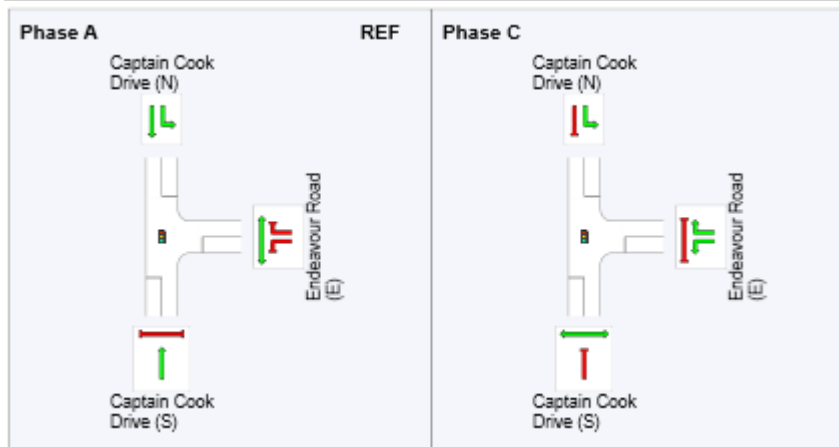 Phase A
REF
Captain Cook
Drive (N)
Endeavour Road
(E)
Captain Cook
Drive (S)
Phase C
Captain Cook
Drive (N)
Endeavour Road
(E)
Captain Cook
Drive (S)